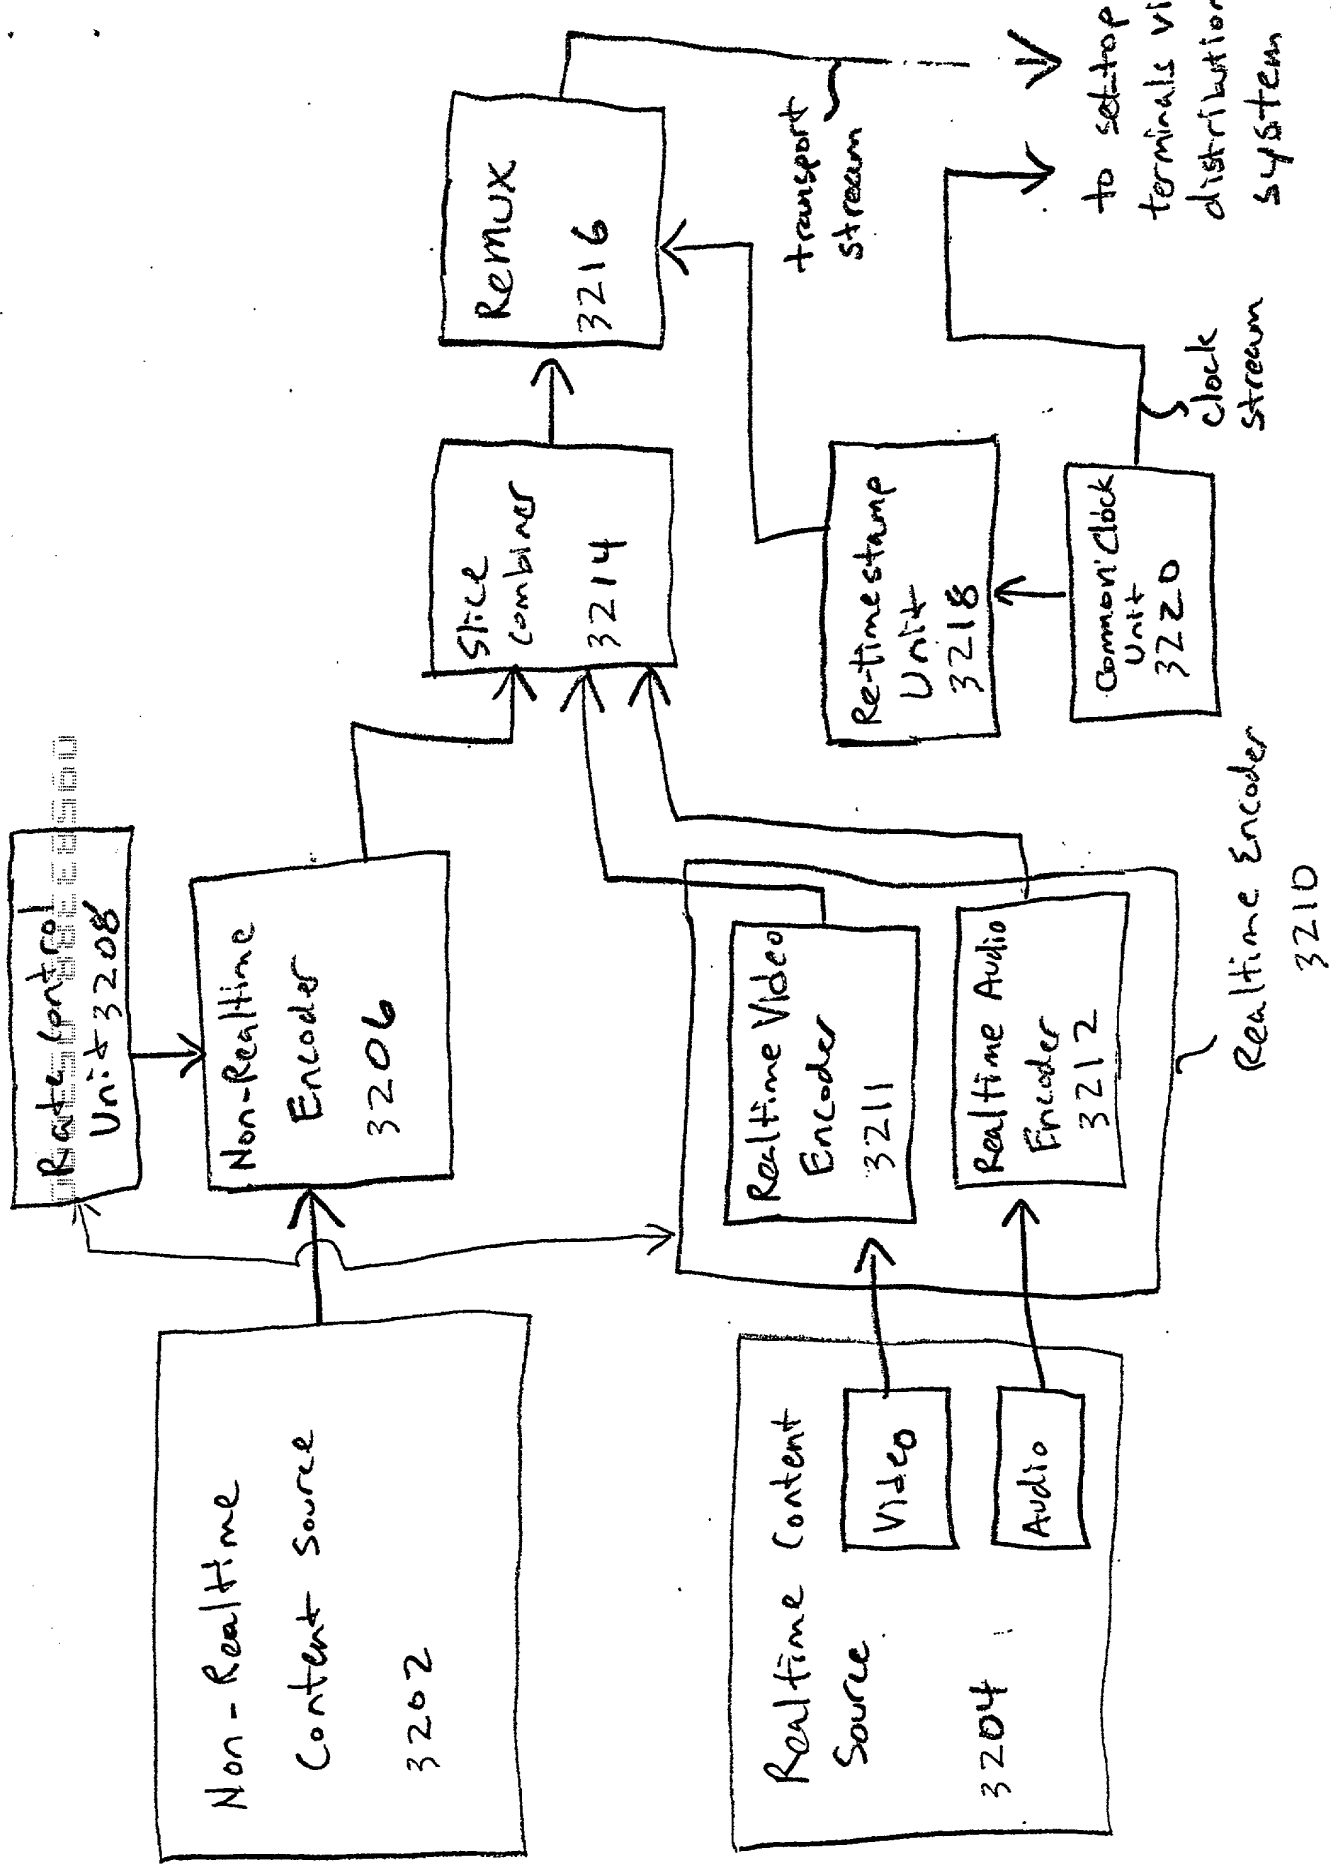 Rate Control
Unit 3208
Non-Realtime
Encoder
3206
Non-Realtime
Content Source
3202
Slice
Combiner
3214
Remux
3216
transport
stream
to set-top
terminals
distribution
system
Realtime Content
Source
3204
Video
Audio
Realtime Video
Encoder
3211
Realtime Audio
Encoder
3212
Realtime Encoder
3210
Re-timestamp
Unit
3218
Common Clock
Unit
3220
clock
stream